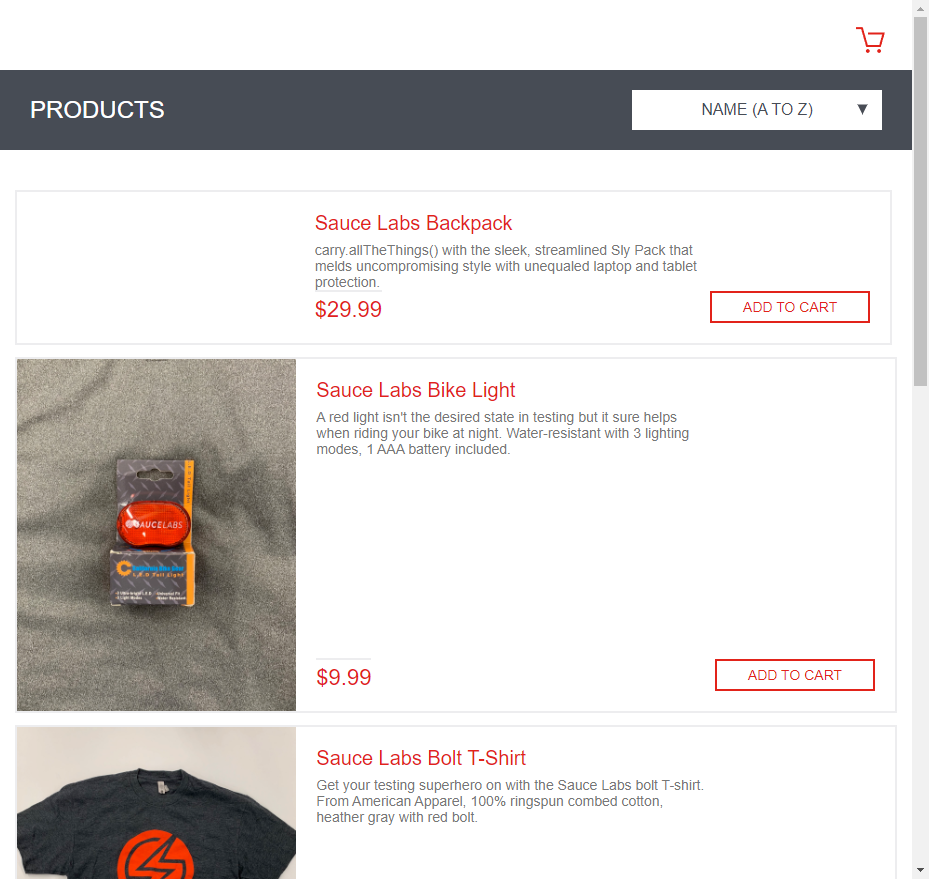 PRODUCTS
NAME (A TO Z)
Sauce Labs Backpack
carry.allTheThings() with the sleek, streamlined Sly Pack that
melds uncompromising style with unequaled laptop and tablet
protection.
$29.99
ADD TO CART
Sauce Labs Bike Light
A red light isn't the desired state in testing but it sure helps
when riding your bike at night. Water-resistant with 3 lighting
modes, 1 AAA battery included.
SAUCELABS
L.E.D Tail Light
$9.99
ADD TO CART
Sauce Labs Bolt T-Shirt
Get your testing superhero on with the Sauce Labs bolt T-shirt.
From American Apparel, 100% ringspun combed cotton,
heather gray with red bolt.